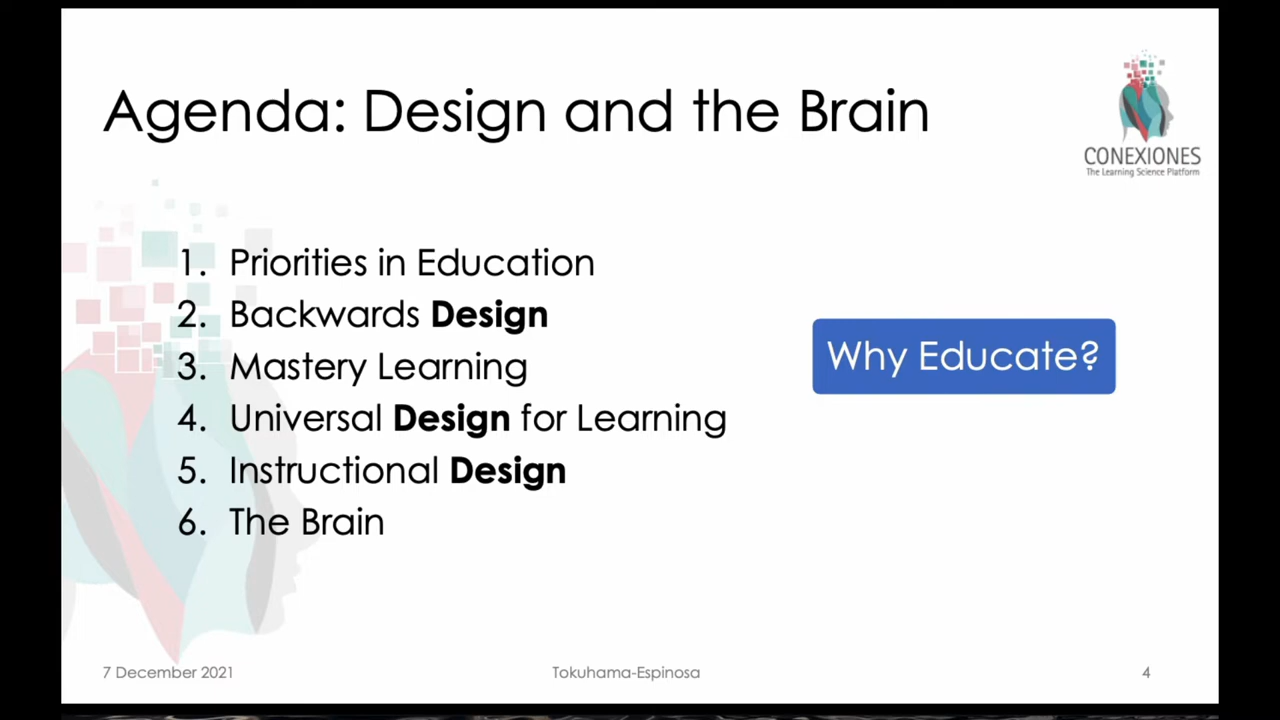 Agenda: Design and the Brain
CONEXIONES
The Learning Science Platform
1. Priorities in Education
2. Backwards Design
3. Mastery Learning
4. Universal Design for Learning
5. Instructional Design
6. The Brain
Why Educate?
7 December 2021
Tokuhama-Espinosa
4